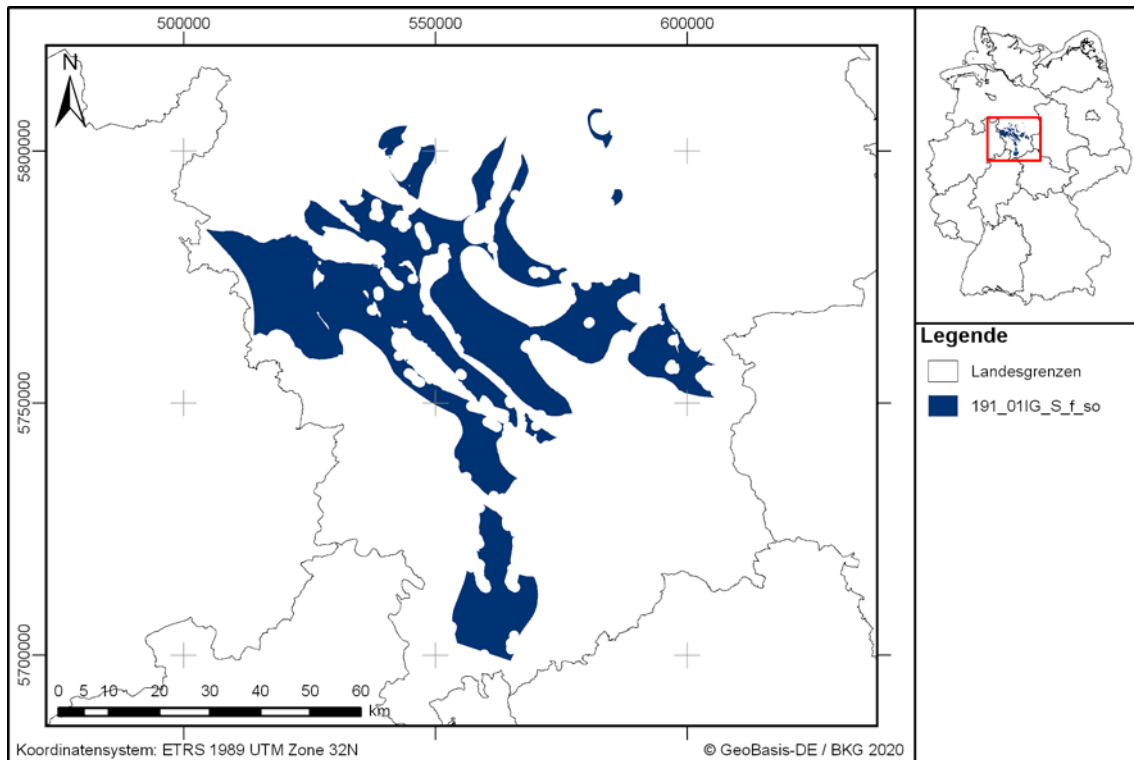 500000 550000 600000
N
5800000
5750000
5700000
0 5 10 20 30 40 50 60
km
Koordinatensystem: ETRS 1989 UTM Zone 32N
© GeoBasis-DE / BKG 2020
Legende
Landesgrenzen
191_01IG_S_f_so